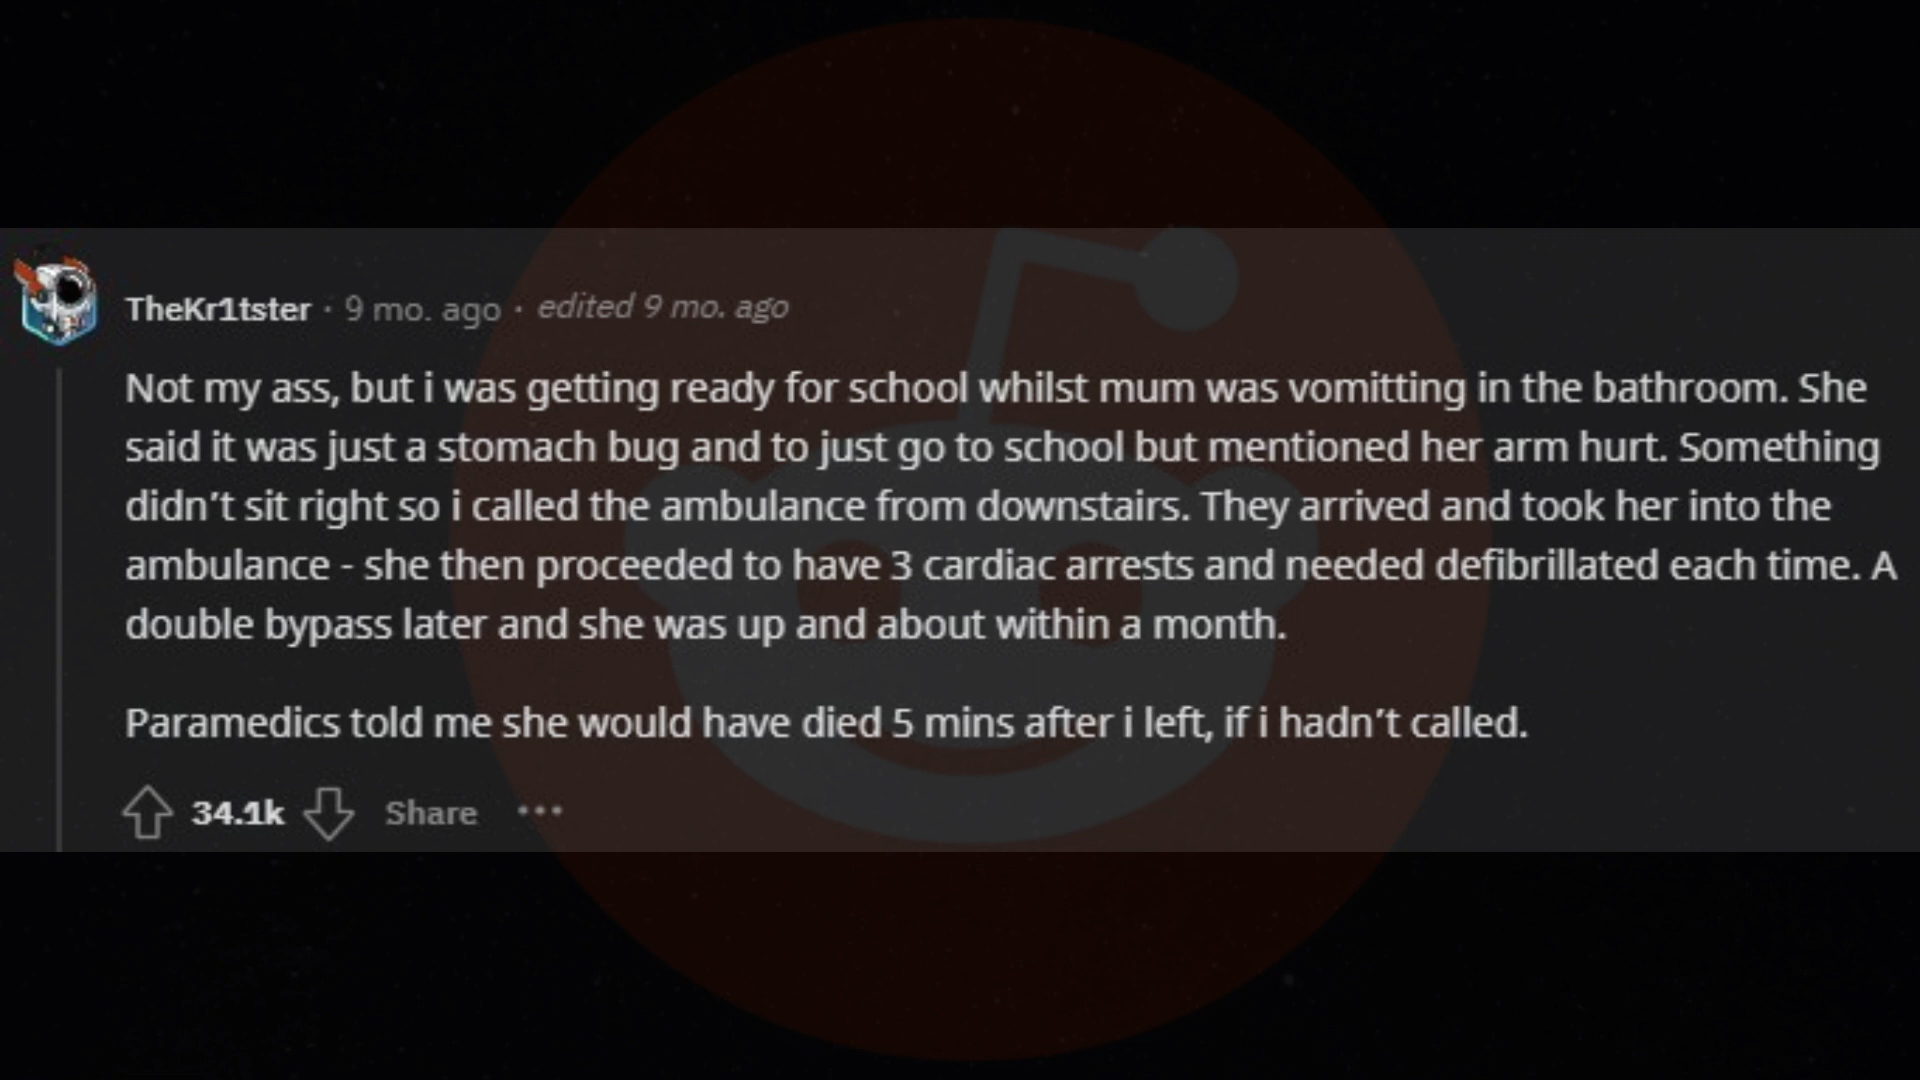 TheKr1tster · 9 mo. ago · edited 9 mo. ago
Not my ass, but i was getting ready for school whilst mum was vomitting in the bathroom. She
said it was just a stomach bug and to just go to school but mentioned her arm hurt. Something
didn’t sit right so i called the ambulance from downstairs. They arrived and took her into the
ambulance - she then proceeded to have 3 cardiac arrests and needed defibrillated each time. A
double bypass later and she was up and about within a month.
Paramedics told me she would have died 5 mins after i left, if i hadn’t called.
34.1k Share ···